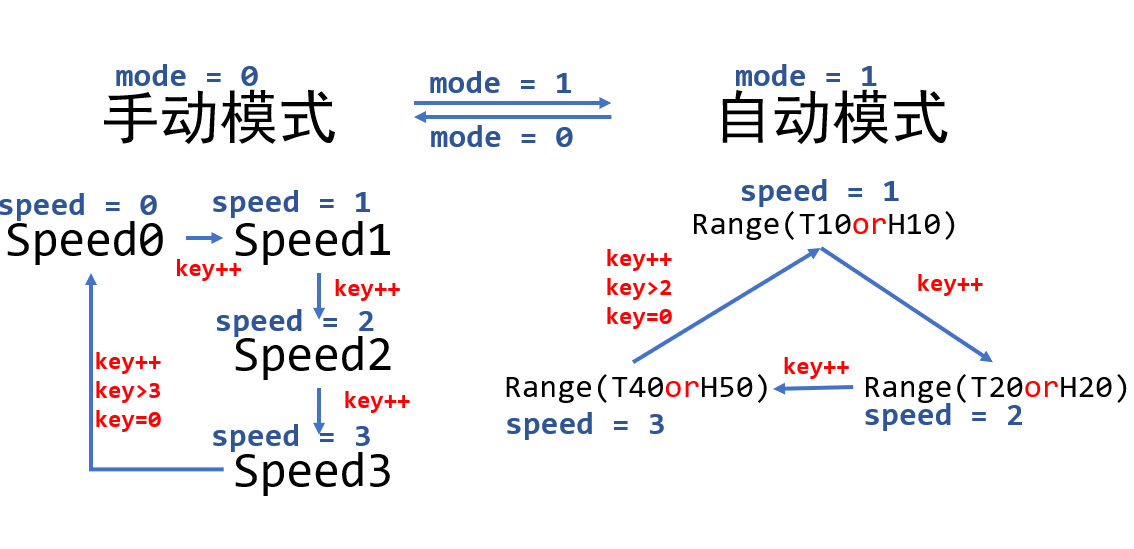 mode = 0
手动模式
mode = 1
mode = 0
mode = 1
自动模式
speed = 0
Speed0
key++
speed = 1
Speed1
key++
speed = 2
Speed2
key++
speed = 3
Speed3
key++
key>3
key=0
speed = 1
Range(T10orH10)
key++
key>2
key=0
key++
key++
Range(T40orH50)
speed = 3
Range(T20orH20)
speed = 2